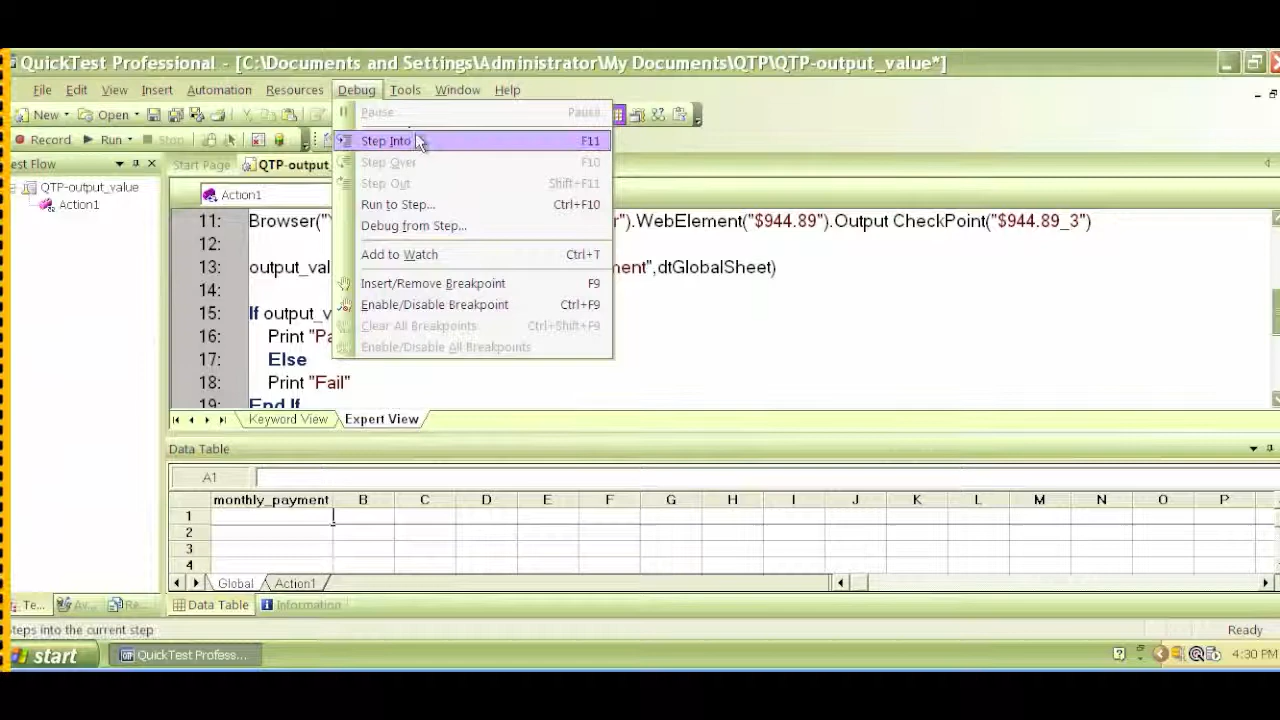 QuickTest Professional - [C:\Documents and Settings\Administrator\My Documents\QTP\QTP-output_value*]
File Edit View Insert Automation Resources Debug Tools Window Help
New Open
Record Run Stop
Pause Pause
Step Into F11
Step Over F10
Step Out Shift+F11
Run to Step... Ctrl+F10
Debug from Step...
Add to Watch Ctrl+T
Insert/Remove Breakpoint F9
Enable/Disable Breakpoint Ctrl+F9
Clear All Breakpoints Ctrl+Shift+F9
Enable/Disable All Breakpoints
est Flow
QTP-output_value
Action1
Start Page QTP-output
Action1
11: Browser(" r").WebElement("$944.89").Output CheckPoint("$944.89_3")
12:
13: output_val ment",dtGlobalSheet)
14:
15: If output_v
16: Print "Pa
17: Else
18: Print "Fail"
19: End If
Keyword View Expert View
Data Table
A1
monthly_payment B C D E F G H I J K L M N O P
1
2
3
4
Global Action1
Te... Av... Re...
Data Table Information
teps into the current step Ready
start QuickTest Profess... 4:30 PM